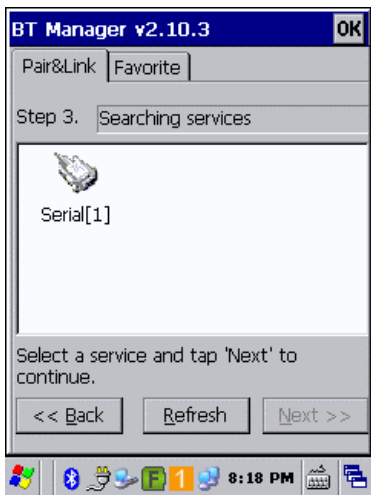 BT Manager v2.10.3 OK
Pair&Link Favorite
Step 3. Searching services
Serial[1]
Select a service and tap 'Next' to
continue.
<< Back Refresh Next >>
F 1 8:18 PM